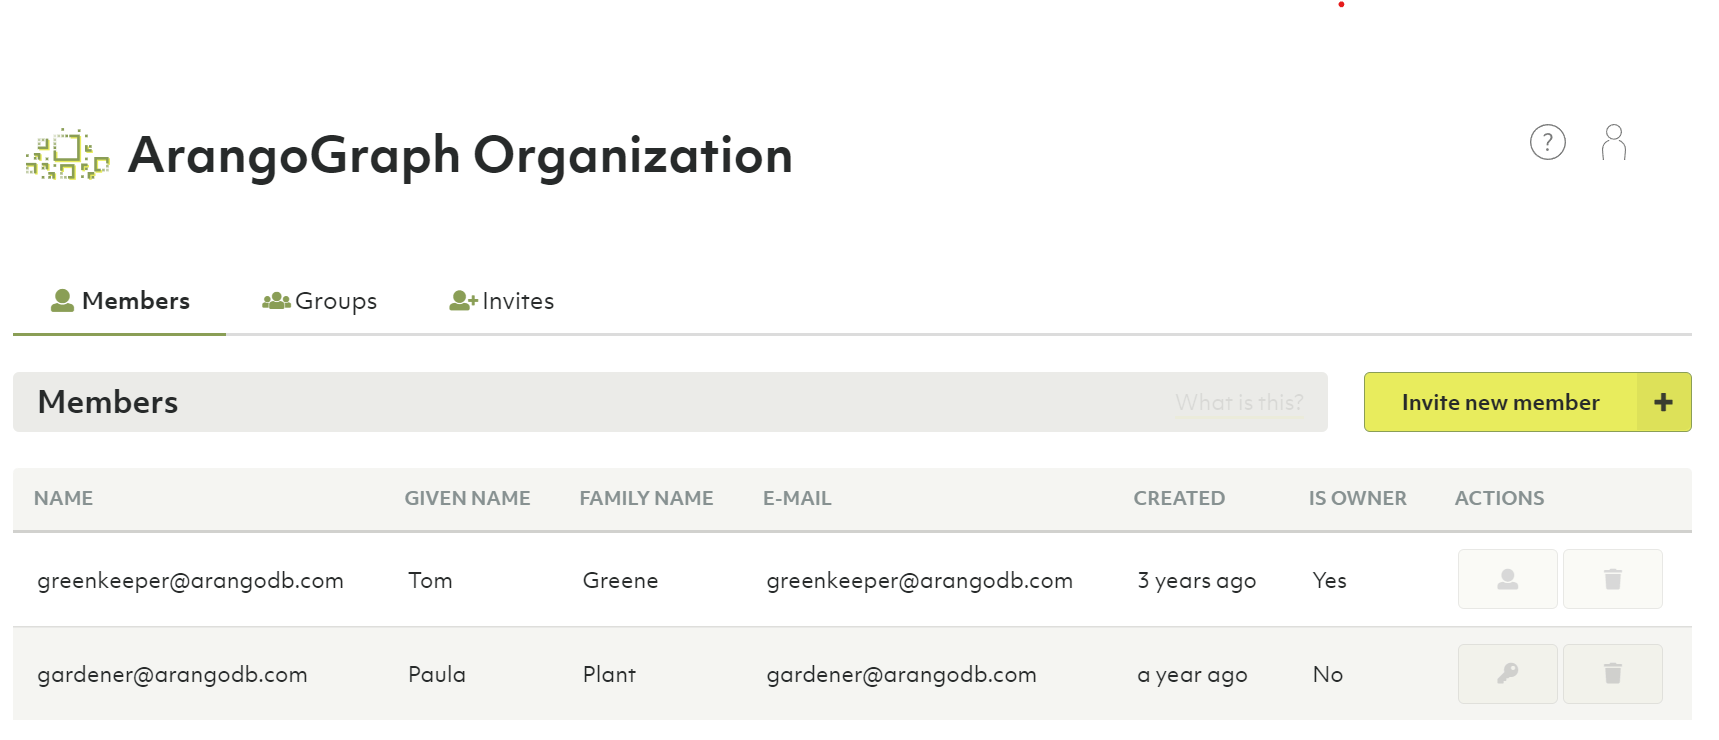 ArangoGraph Organization
?
Members Groups Invites
Members What is this? Invite new member
NAME GIVEN NAME FAMILY NAME E-MAIL CREATED IS OWNER ACTIONS
greenkeeper@arangodb.com Tom Greene greenkeeper@arangodb.com 3 years ago Yes
gardener@arangodb.com Paula Plant gardener@arangodb.com a year ago No